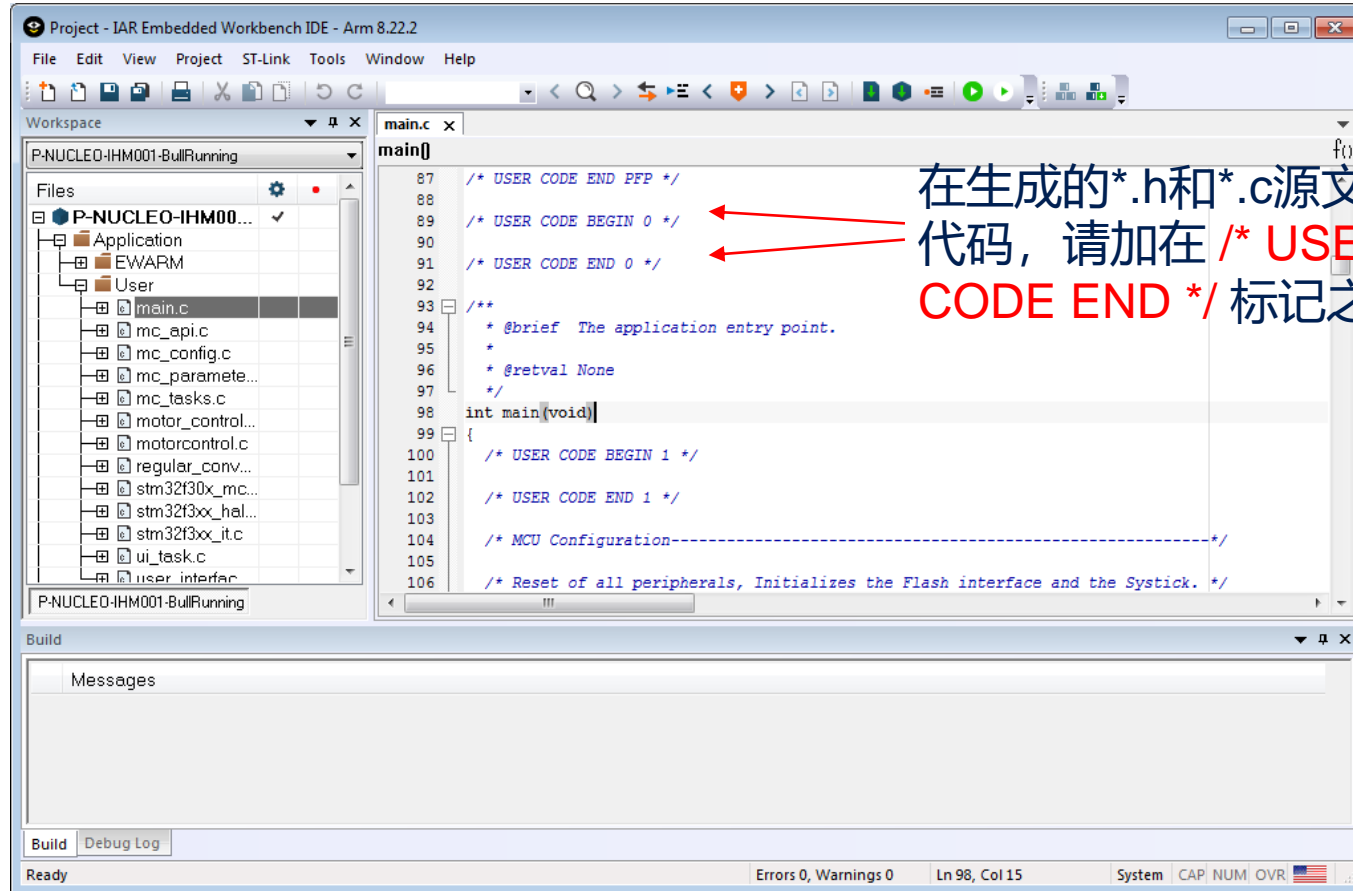 Project - IAR Embedded Workbench IDE - Arm 8.22.2
File Edit View Project ST-Link Tools Window Help
Workspace
main.c
P-NUCLEO-IHM001-BullRunning
main()
f()
Files
P-NUCLEO-IHM00...
Application
EWARM
User
main.c
mc_api.c
mc_config.c
mc_paramete...
mc_tasks.c
motor_control...
motorcontrol.c
regular_conv...
stm32f30x_mc...
stm32f3xx_hal...
stm32f3xx_it.c
ui_task.c
user_interfac
P-NUCLEO-IHM001-BullRunning
87 /* USER CODE END PFP */
88
89 /* USER CODE BEGIN 0 */
90
91 /* USER CODE END 0 */
92
93 /**
94 * @brief The application entry point.
95 *
96 * @retval None
97 */
98 int main(void)
99 {
100 /* USER CODE BEGIN 1 */
101
102 /* USER CODE END 1 */
103
104 /* MCU Configuration----------------------------------------------------------*/
105
106 /* Reset of all peripherals, Initializes the Flash interface and the Systick. */
在生成的*.h和*.c源文
代码，请加在 /* USE
CODE END */ 标记之
Build
Messages
Build Debug Log
Ready
Errors 0, Warnings 0
Ln 98, Col 15
System CAP NUM OVR